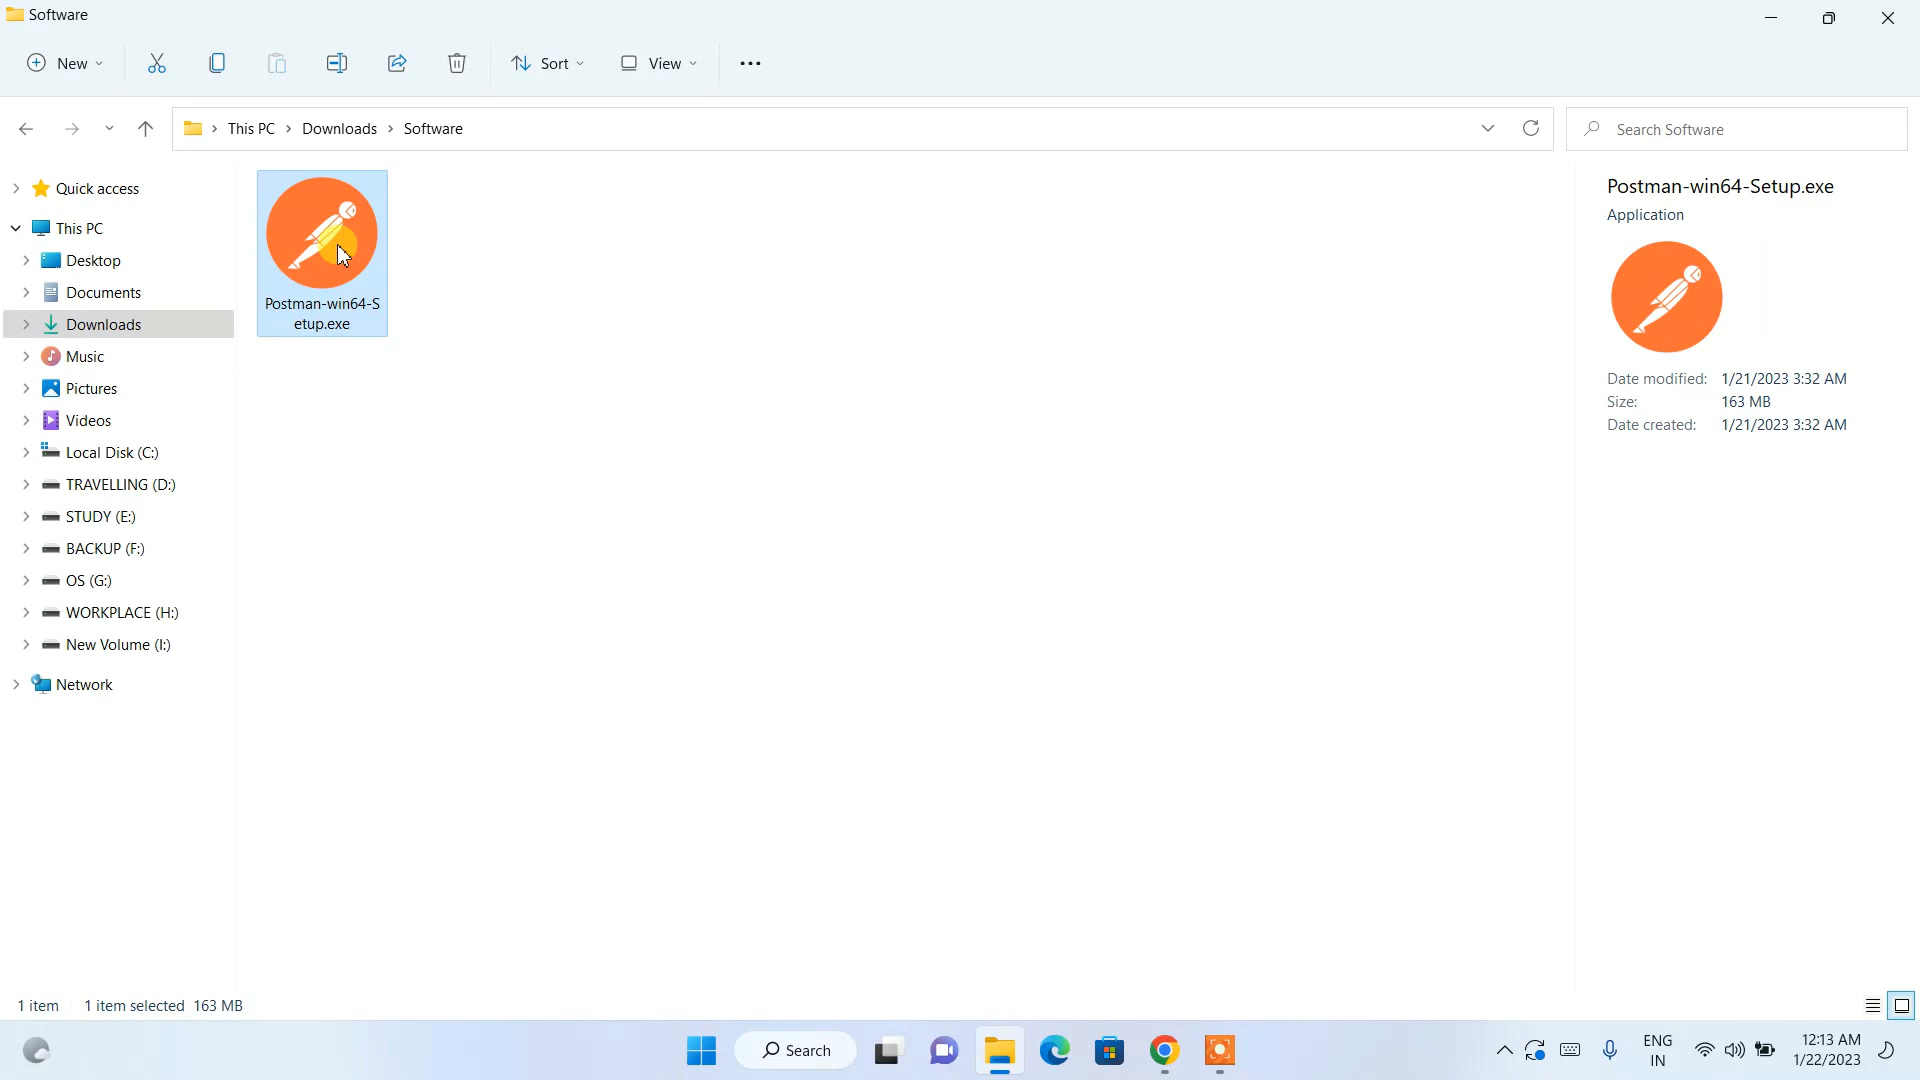 Software
New
Sort
View
This PC > Downloads > Software
Search Software
Quick access
This PC
Desktop
Documents
Downloads
Music
Pictures
Videos
Local Disk (C:)
TRAVELLING (D:)
STUDY (E:)
BACKUP (F:)
OS (G:)
WORKPLACE (H:)
New Volume (I:)
Network
Postman-win64-S
etup.exe
Postman-win64-Setup.exe
Application
Date modified: 1/21/2023 3:32 AM
Size: 163 MB
Date created: 1/21/2023 3:32 AM
1 item 1 item selected 163 MB
Search
ENG
IN
12:13 AM
1/22/2023